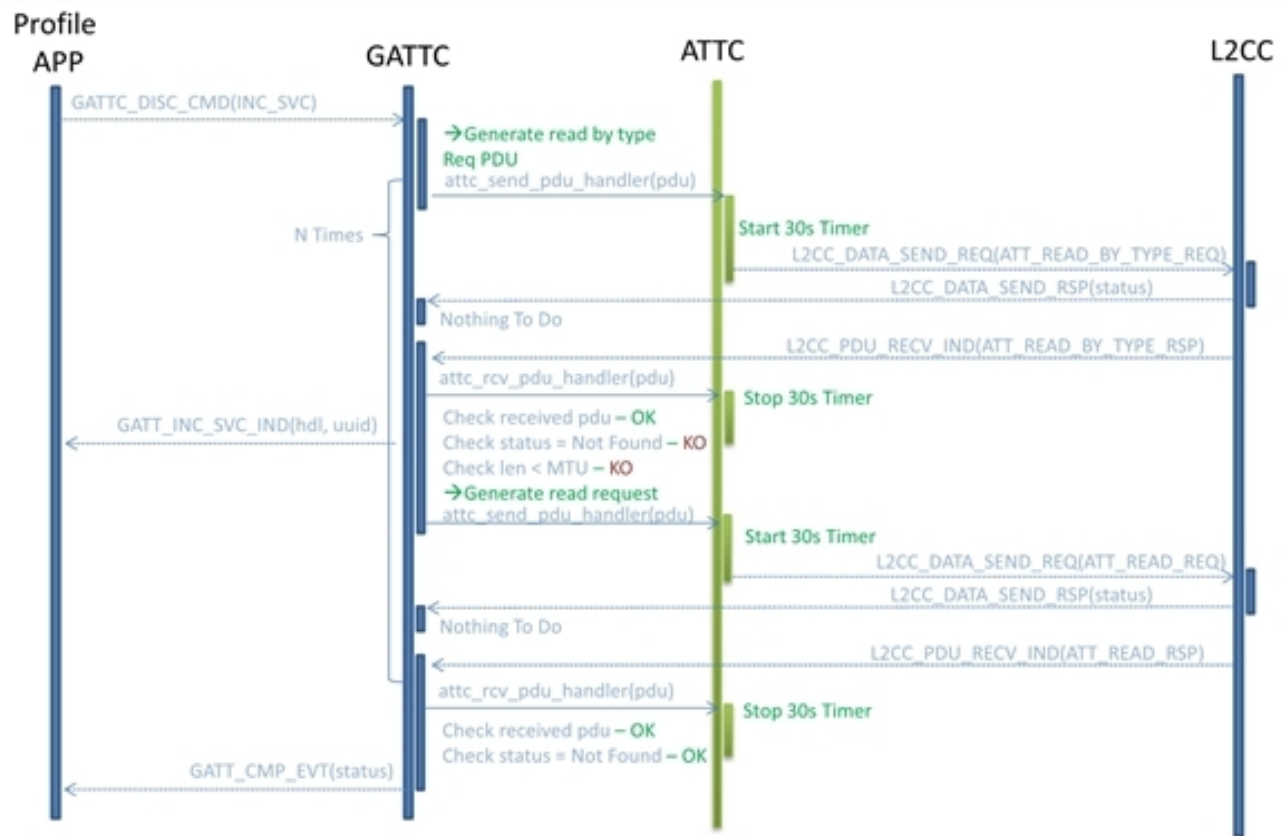 Profile
APP
GATTC
ATTC
L2CC
GATTC_DISC_CMD(INC_SVC)
→Generate read by type
Req PDU
attc_send_pdu_handler(pdu)
N Times
Start 30s Timer
L2CC_DATA_SEND_REQ(ATT_READ_BY_TYPE_REQ)
L2CC_DATA_SEND_RSP(status)
Nothing To Do
L2CC_PDU_RECV_IND(ATT_READ_BY_TYPE_RSP)
attc_rcv_pdu_handler(pdu)
Stop 30s Timer
GATT_INC_SVC_IND(hdl, uuid)
Check received pdu – OK
Check status = Not Found – KO
Check len < MTU – KO
→Generate read request
attc_send_pdu_handler(pdu)
Start 30s Timer
L2CC_DATA_SEND_REQ(ATT_READ_REQ)
L2CC_DATA_SEND_RSP(status)
Nothing To Do
L2CC_PDU_RECV_IND(ATT_READ_RSP)
attc_rcv_pdu_handler(pdu)
Stop 30s Timer
Check received pdu – OK
Check status = Not Found – OK
GATT_CMP_EVT(status)